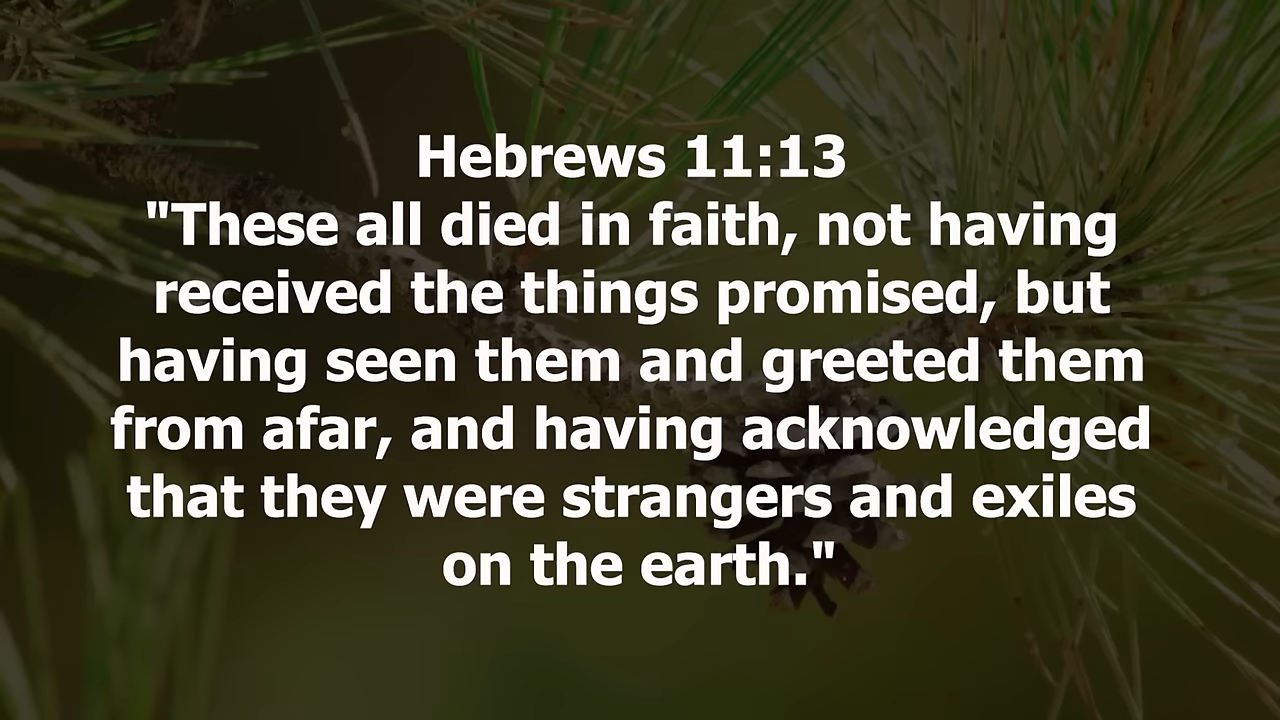 Hebrews 11:13
"These all died in faith, not having
received the things promised, but
having seen them and greeted them
from afar, and having acknowledged
that they were strangers and exiles
on the earth."